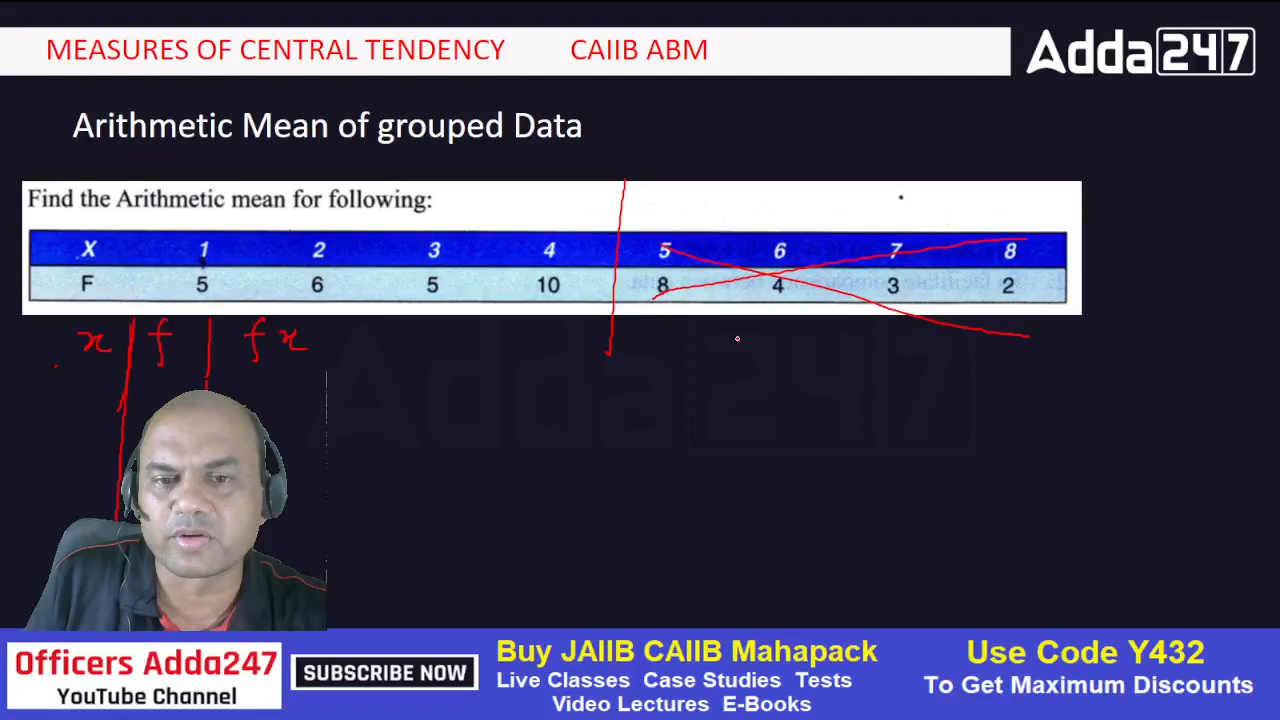 MEASURES OF CENTRAL TENDENCY CAIIB ABM
Adda247
Arithmetic Mean of grouped Data
Find the Arithmetic mean for following:
X 1 2 3 4 5 6 7 8
F 5 6 5 10 8 4 3 2
x f fx
Officers Adda247
YouTube Channel
SUBSCRIBE NOW
Buy JAIIB CAIIB Mahapack
Live Classes Case Studies Tests
Video Lectures E-Books
Use Code Y432
To Get Maximum Discounts